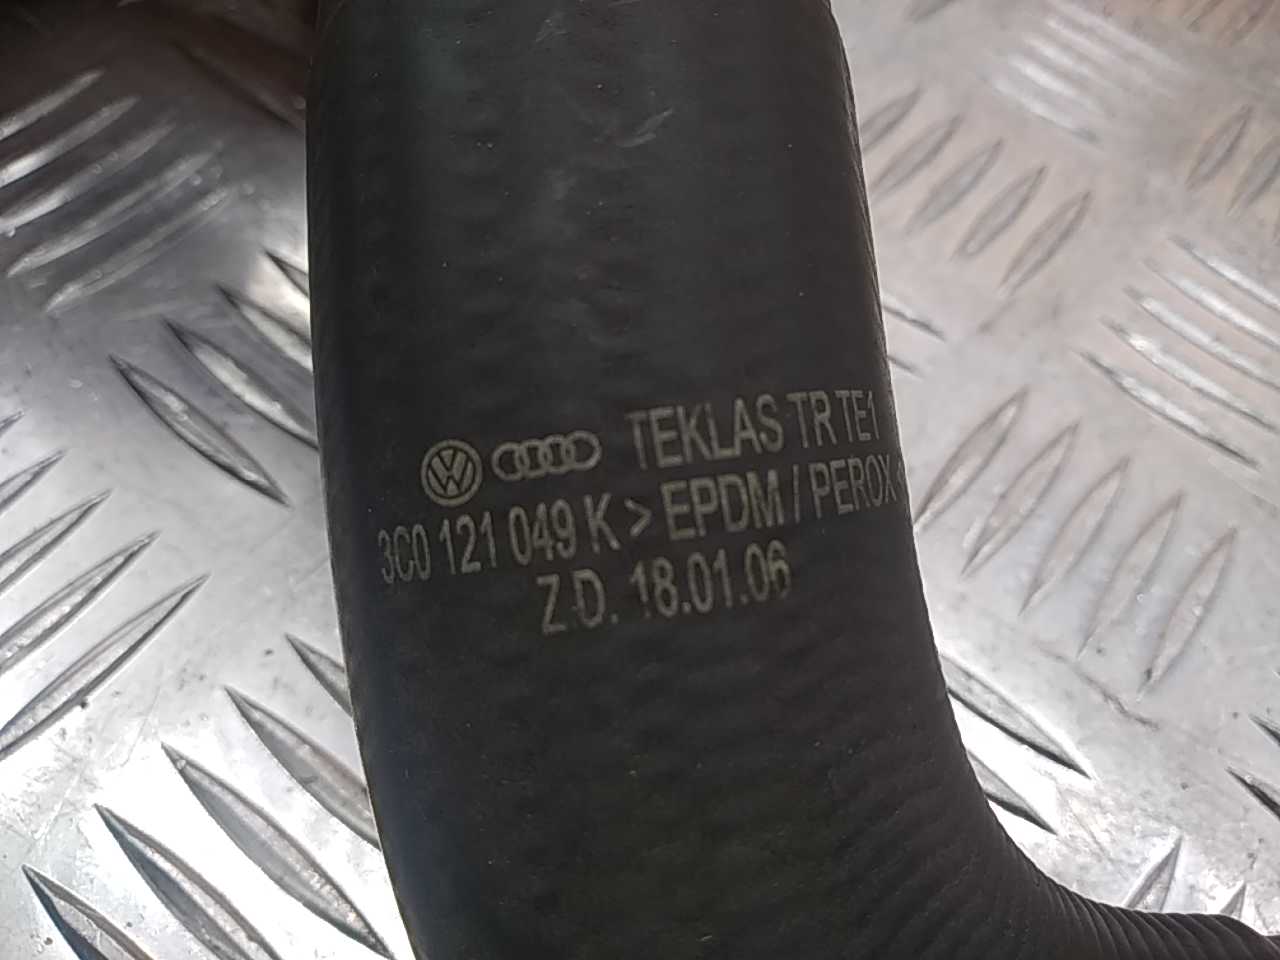 TEKLAS TR TE1
3C0 121 049 K > EPDM / PEROX <
Z.D. 18.01.06